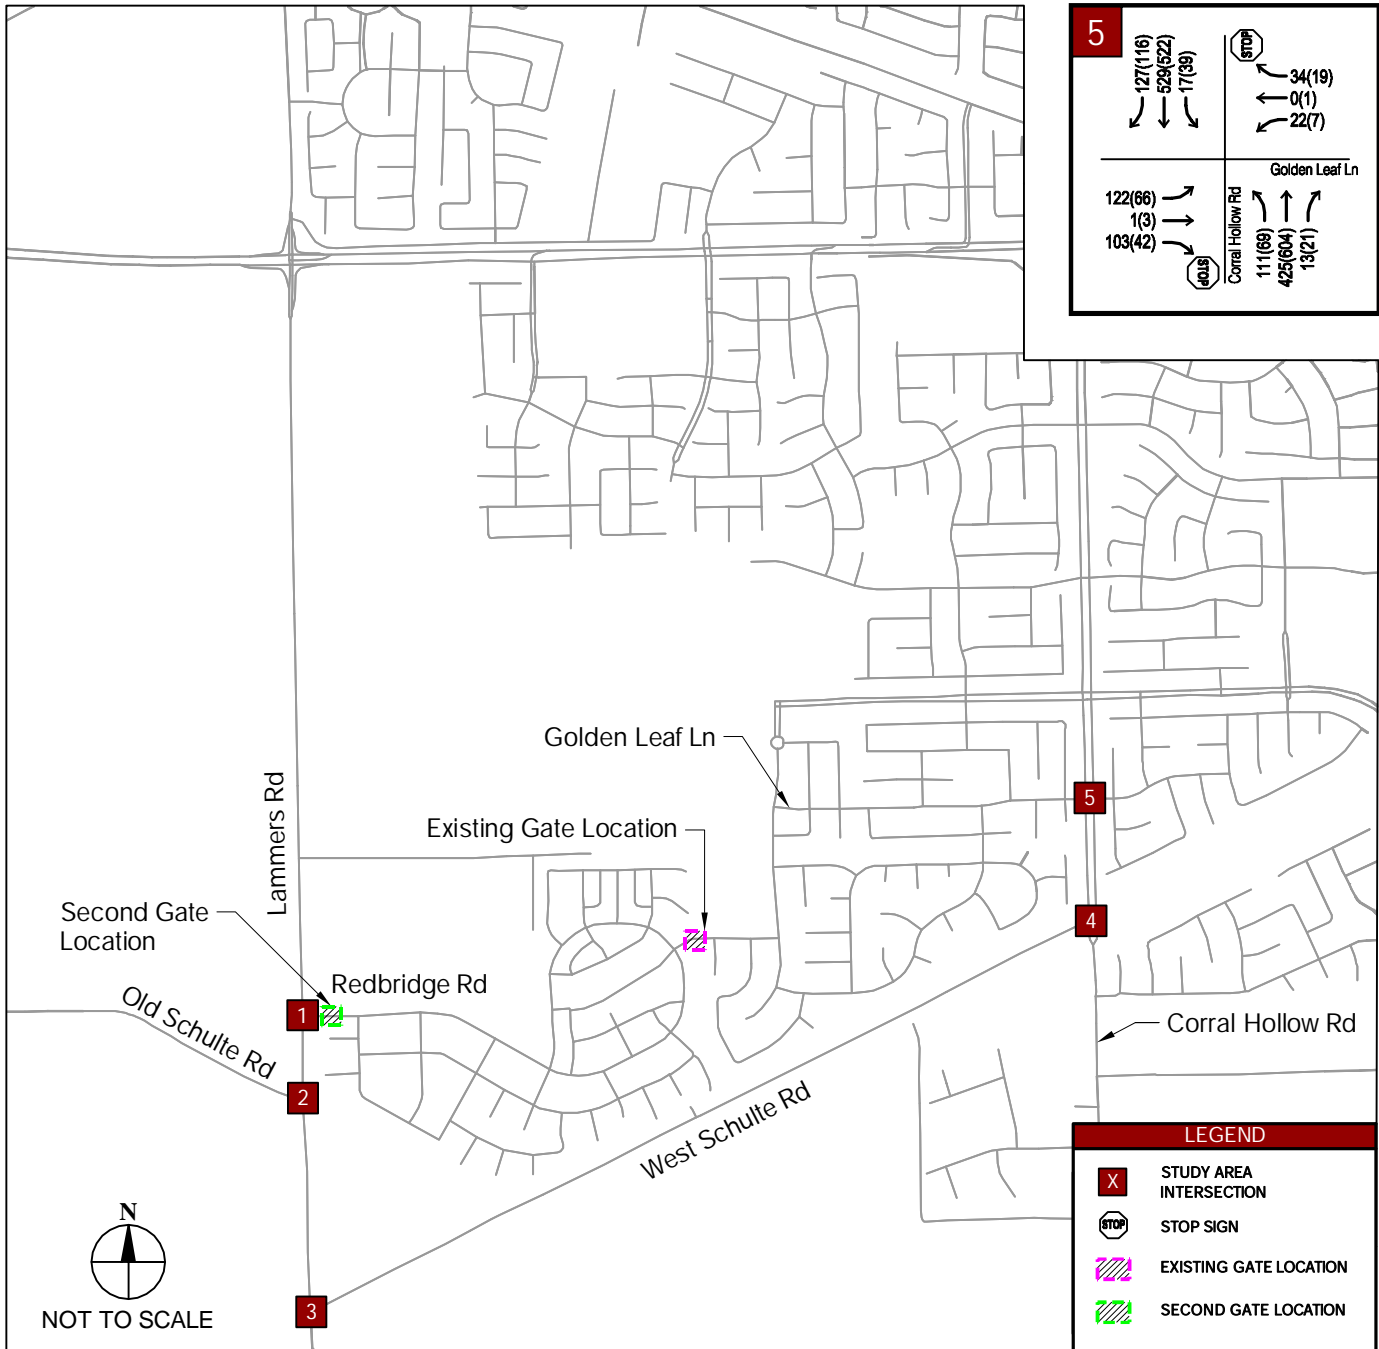 5
127(116)
529(522)
17(39)
STOP
34(19)
0(1)
22(7)
Golden Leaf Ln
122(66)
1(3)
103(42)
STOP
Corral Hollow Rd
111(69)
425(604)
13(21)
Golden Leaf Ln
Lammers Rd
Existing Gate Location
5
Second Gate
Location
4
Redbridge Rd
Old Schulte Rd
1
Corral Hollow Rd
2
West Schulte Rd
LEGEND
X
STUDY AREA
INTERSECTION
STOP
STOP SIGN
EXISTING GATE LOCATION
SECOND GATE LOCATION
N
NOT TO SCALE
3